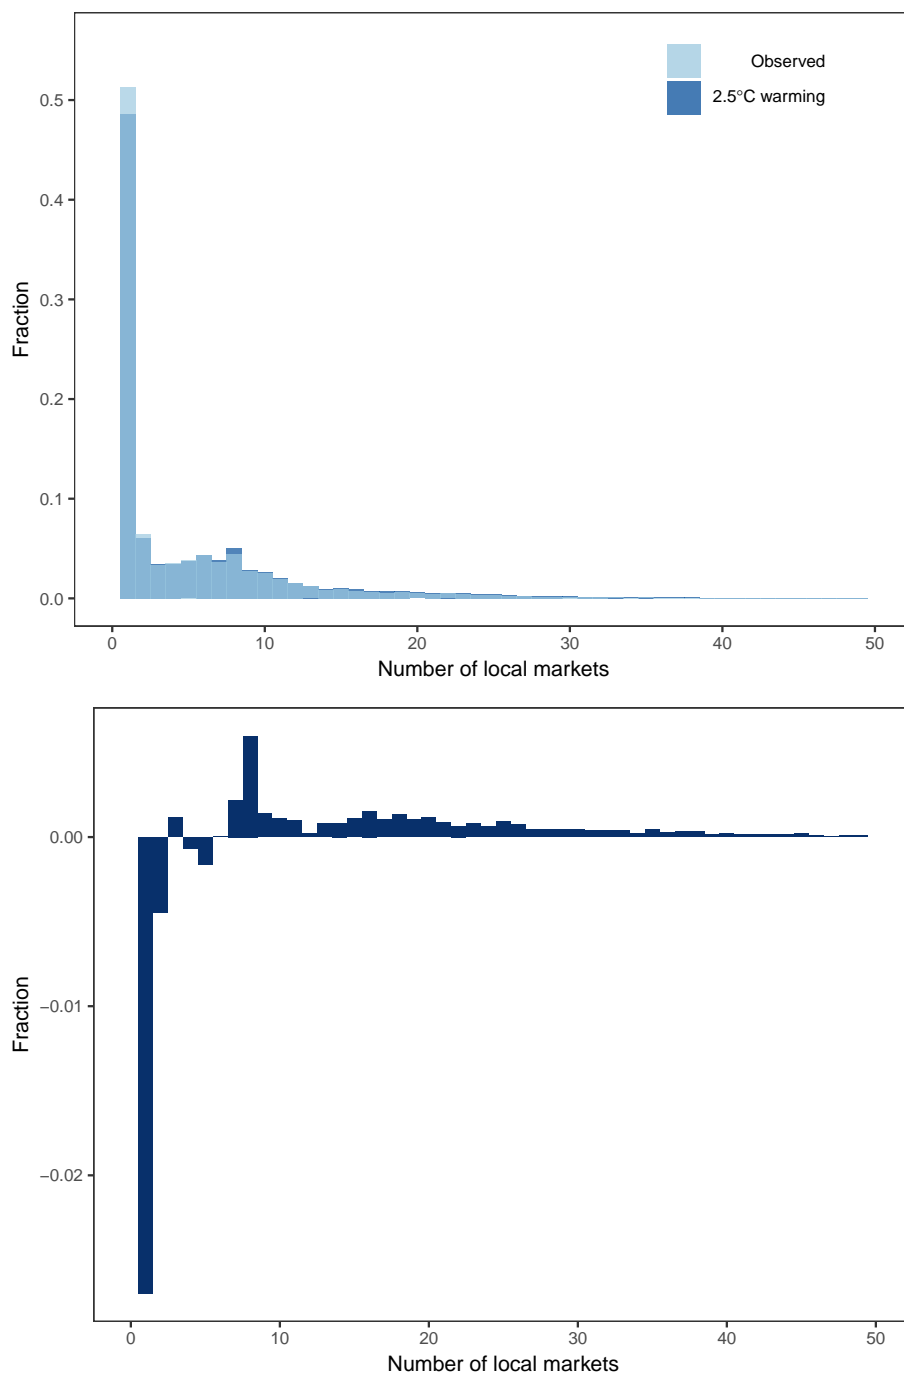 Observed
2.5°C warming
0.5
0.4
0.3
0.2
0.1
0.0
Fraction
0 10 20 30 40 50
Number of local markets
0.00
−0.01
−0.02
Fraction
0 10 20 30 40 50
Number of local markets